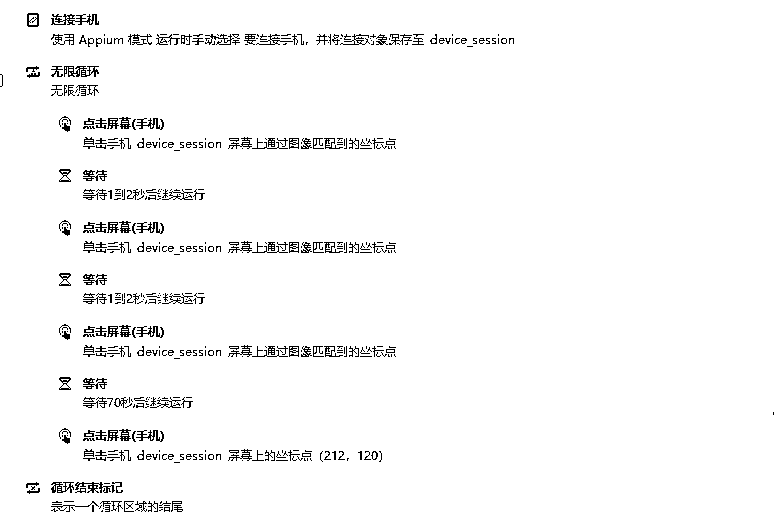 连接手机
使用 Appium 模式 运行时手动选择 要连接手机，并将连接对象保存至 device_session
无限循环
无限循环
点击屏幕(手机)
单击手机 device_session 屏幕上通过图像匹配到的坐标点
等待
等待1到2秒后继续运行
点击屏幕(手机)
单击手机 device_session 屏幕上通过图像匹配到的坐标点
等待
等待1到2秒后继续运行
点击屏幕(手机)
单击手机 device_session 屏幕上通过图像匹配到的坐标点
等待
等待70秒后继续运行
点击屏幕(手机)
单击手机 device_session 屏幕上的坐标点（212，120）
循环结束标记
表示一个循环区域的结尾